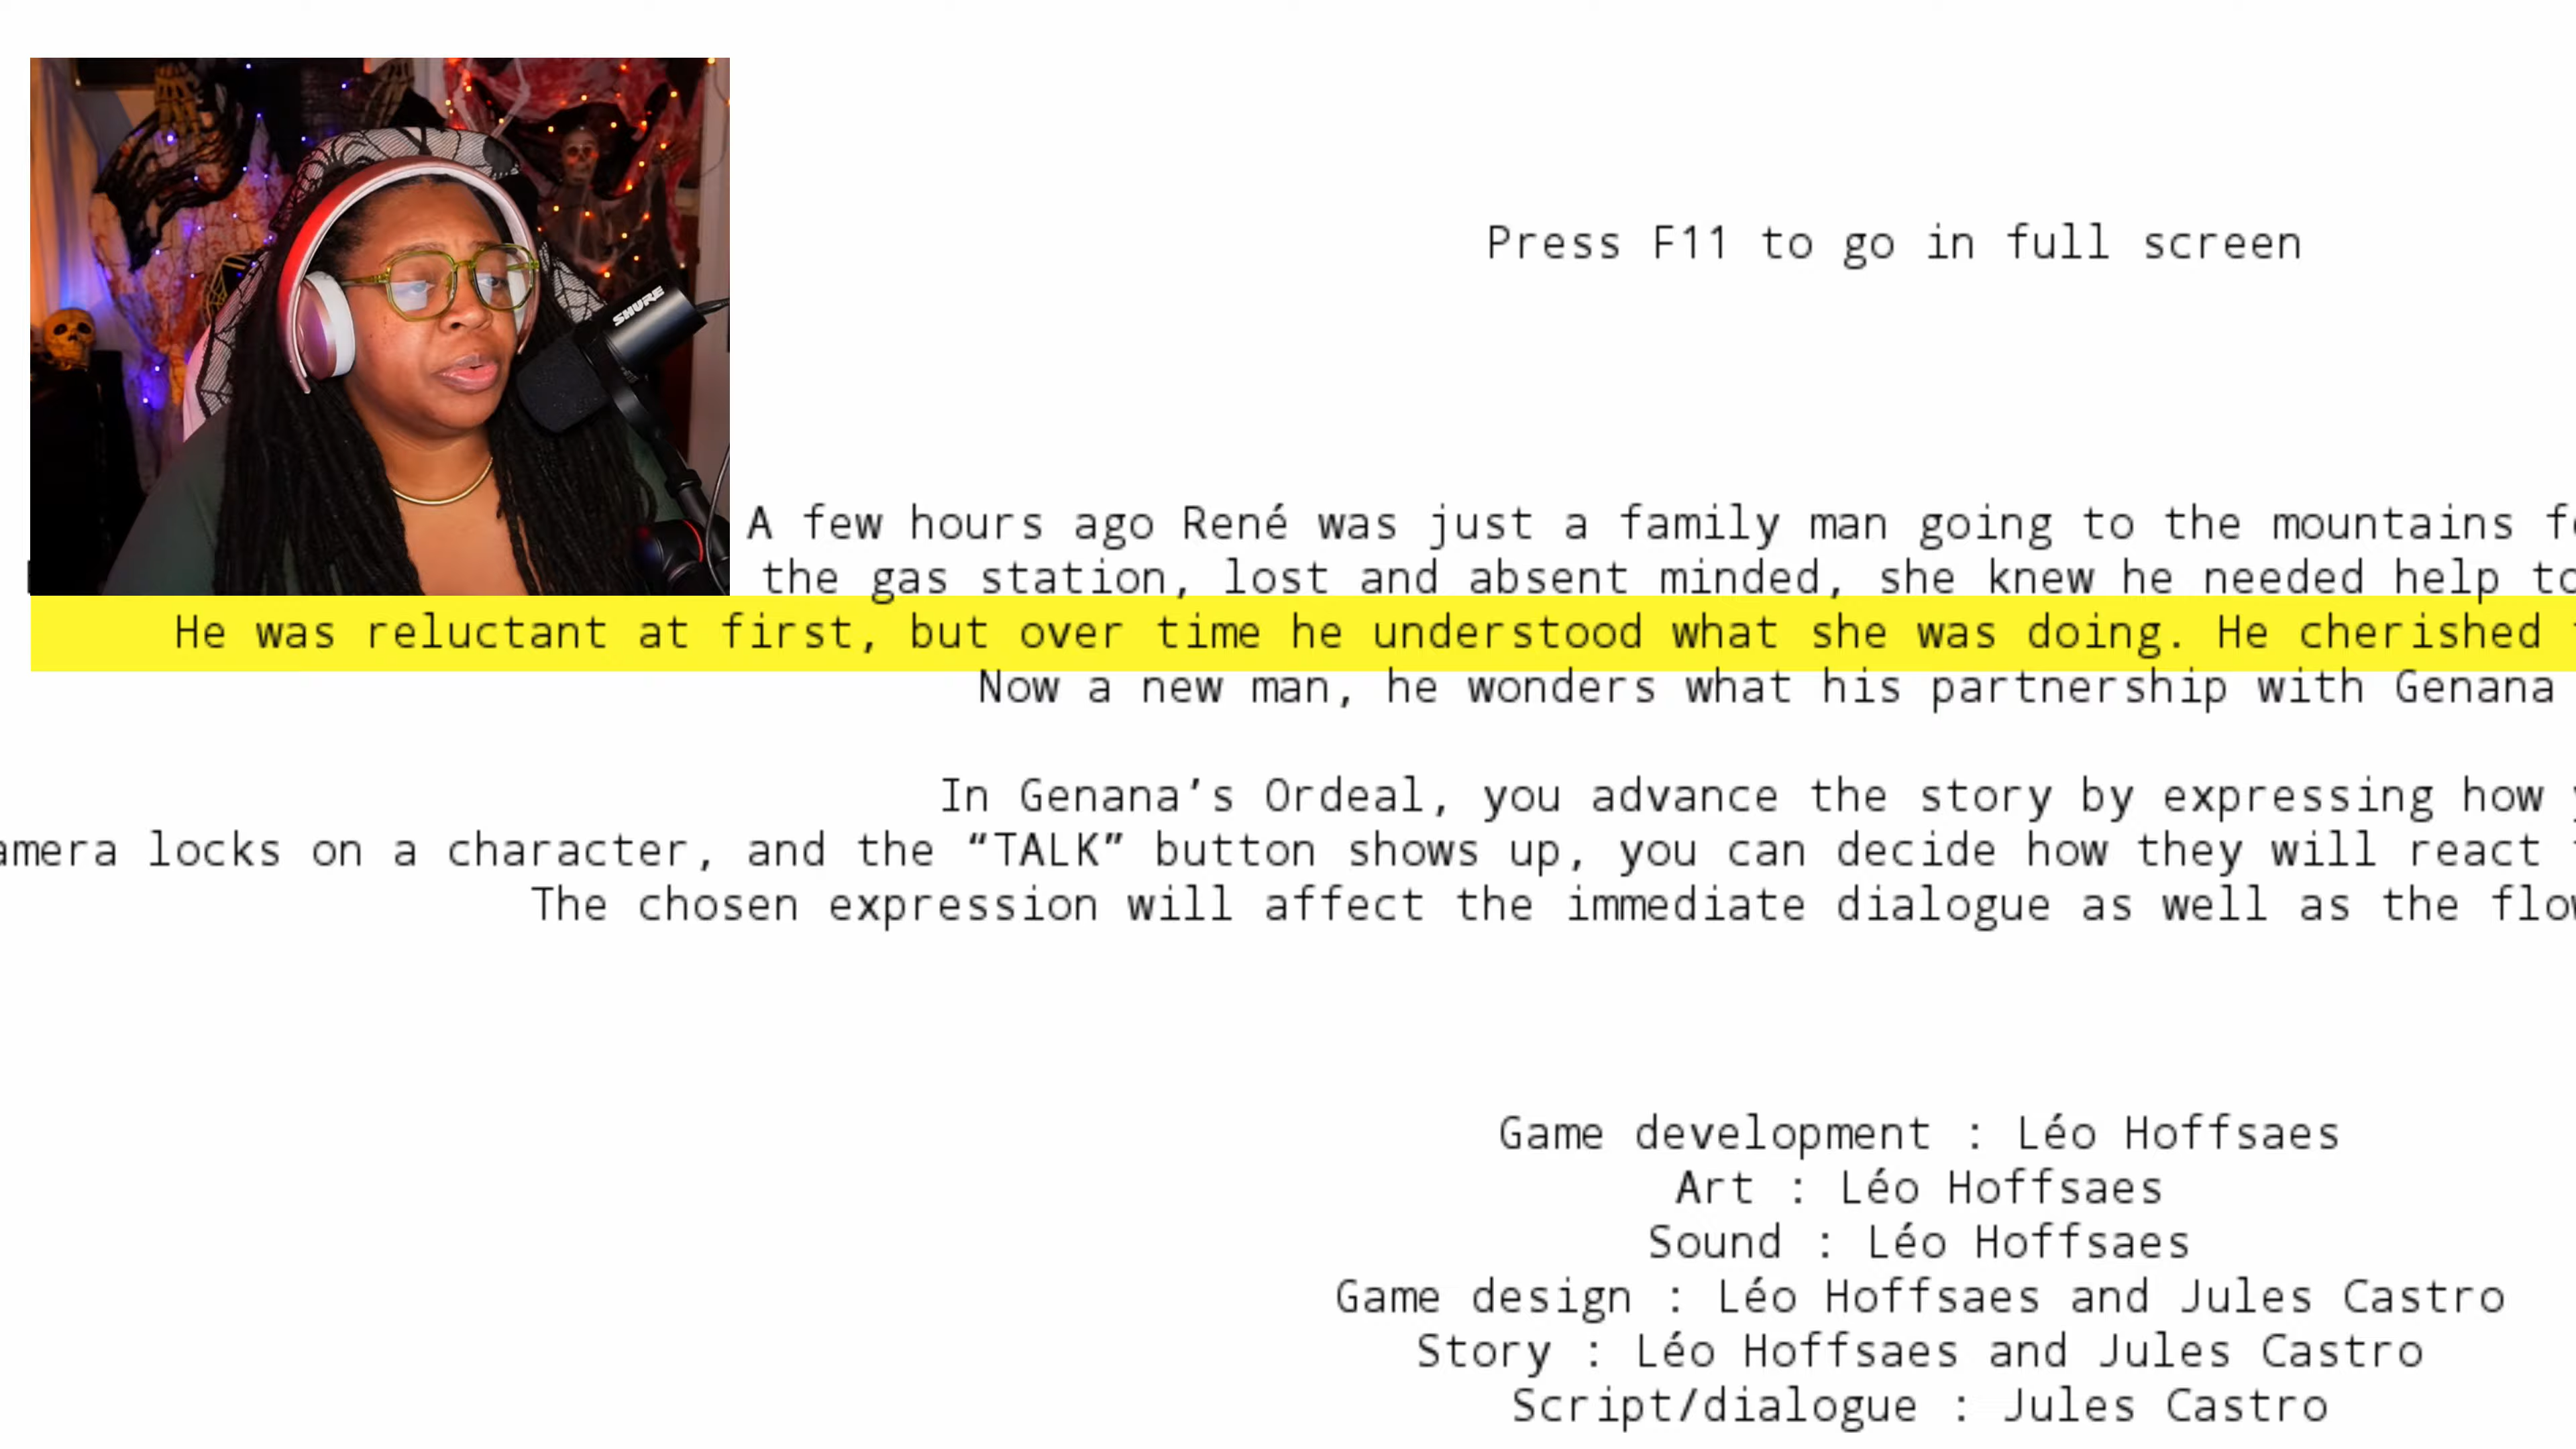 SHURE
Press F11 to go in full screen
A few hours ago René was just a family man going to the mountains
the gas station, lost and absent minded, she knew he needed help
He was reluctant at first, but over time he understood what she was doing. He cherished
Now a new man, he wonders what his partnership with Genana
In Genana’s Ordeal, you advance the story by expressing how
locks on a character, and the “TALK” button shows up, you can decide how they will react
The chosen expression will affect the immediate dialogue as well as the
Game development : Léo Hoffsaes
Art : Léo Hoffsaes
Sound : Léo Hoffsaes
Game design : Léo Hoffsaes and Jules Castro
Story : Léo Hoffsaes and Jules Castro
Script/dialogue : Jules Castro